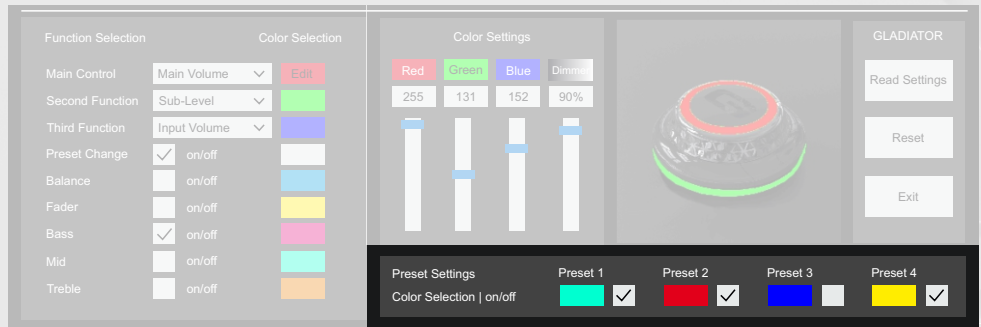 Function Selection Color Selection
Main Control Main Volume Edit
Second Function Sub-Level
Third Function Input Volume
Preset Change on/off
Balance on/off
Fader on/off
Bass on/off
Mid on/off
Treble on/off
Color Settings
Red Green Blue Dimmer
255 131 152 90%
GLADIATOR
Read Settings
Reset
Exit
Preset Settings Preset 1 Preset 2 Preset 3 Preset 4
Color Selection | on/off